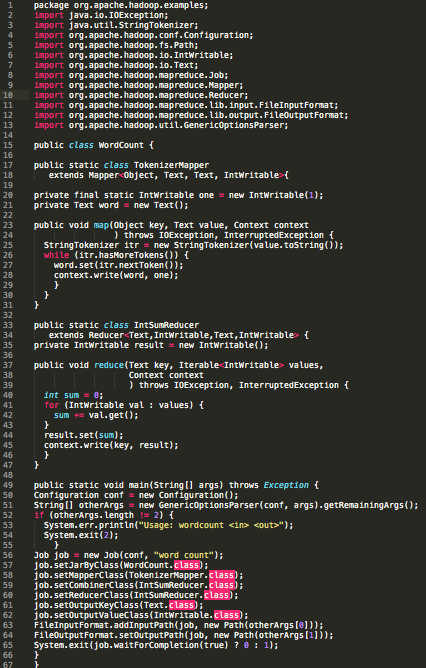 1 package org.apache.hadoop.examples;
2 import java.io.IOException;
3 import java.util.StringTokenizer;
4 import org.apache.hadoop.conf.Configuration;
5 import org.apache.hadoop.fs.Path;
6 import org.apache.hadoop.io.IntWritable;
7 import org.apache.hadoop.io.Text;
8 import org.apache.hadoop.mapreduce.Job;
9 import org.apache.hadoop.mapreduce.Mapper;
10 import org.apache.hadoop.mapreduce.Reducer;
11 import org.apache.hadoop.mapreduce.lib.input.FileInputFormat;
12 import org.apache.hadoop.mapreduce.lib.output.FileOutputFormat;
13 import org.apache.hadoop.util.GenericOptionsParser;
14
15 public class WordCount {
16
17 public static class TokenizerMapper
18 extends Mapper<Object, Text, Text, IntWritable>{
19
20 private final static IntWritable one = new IntWritable(1);
21 private Text word = new Text();
22
23 public void map(Object key, Text value, Context context
24 ) throws IOException, InterruptedException {
25 StringTokenizer itr = new StringTokenizer(value.toString());
26 while (itr.hasMoreTokens()) {
27 word.set(itr.nextToken());
28 context.write(word, one);
29 }
30 }
31 }
32
33 public static class IntSumReducer
34 extends Reducer<Text,IntWritable,Text,IntWritable> {
35 private IntWritable result = new IntWritable();
36
37 public void reduce(Text key, Iterable<IntWritable> values,
38 Context context
39 ) throws IOException, InterruptedException {
40 int sum = 0;
41 for (IntWritable val : values) {
42 sum += val.get();
43 }
44 result.set(sum);
45 context.write(key, result);
46 }
47 }
48
49 public static void main(String[] args) throws Exception {
50 Configuration conf = new Configuration();
51 String[] otherArgs = new GenericOptionsParser(conf, args).getRemainingArgs();
52 if (otherArgs.length != 2) {
53 System.err.println("Usage: wordcount <in> <out>");
54 System.exit(2);
55 }
56 Job job = new Job(conf, "word count");
57 job.setJarByClass(WordCount.class);
58 job.setMapperClass(TokenizerMapper.class);
59 job.setCombinerClass(IntSumReducer.class);
60 job.setReducerClass(IntSumReducer.class);
61 job.setOutputKeyClass(Text.class);
62 job.setOutputValueClass(IntWritable.class);
63 FileInputFormat.addInputPath(job, new Path(otherArgs[0]));
64 FileOutputFormat.setOutputPath(job, new Path(otherArgs[1]));
65 System.exit(job.waitForCompletion(true) ? 0 : 1);
66 }
67 }